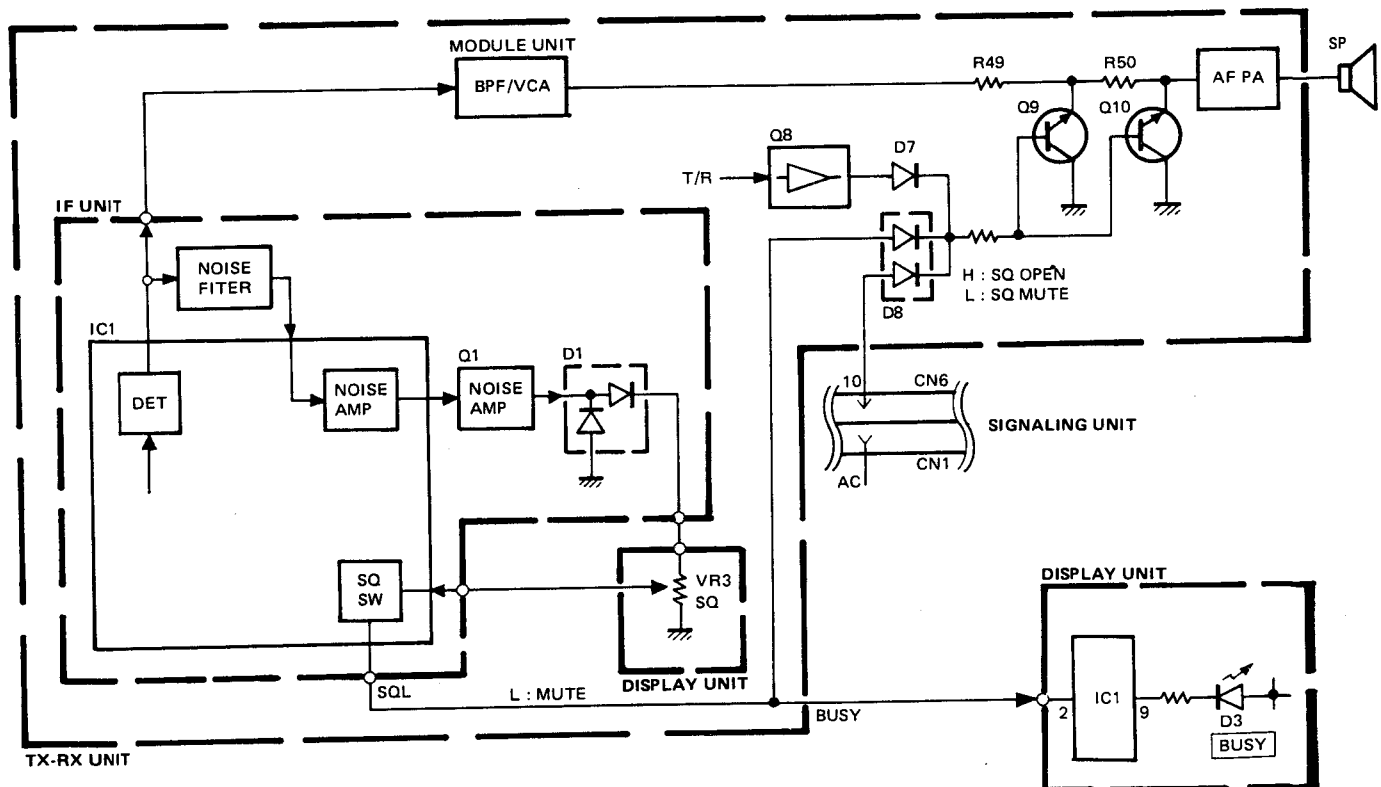 MODULE UNIT
BPF/VCA
R49
R50
AF PA
SP
Q9
Q10
Q8
D7
T/R
IF UNIT
NOISE
FITER
H : SQ OPEN
L : SQ MUTE
D8
IC1
DET
NOISE
AMP
Q1
NOISE
AMP
D1
10
CN6
SIGNALING UNIT
CN1
AC
SQ
SW
VR3
SQ
DISPLAY UNIT
SQL
L : MUTE
BUSY
TX-RX UNIT
DISPLAY UNIT
2
IC1
9
D3
BUSY